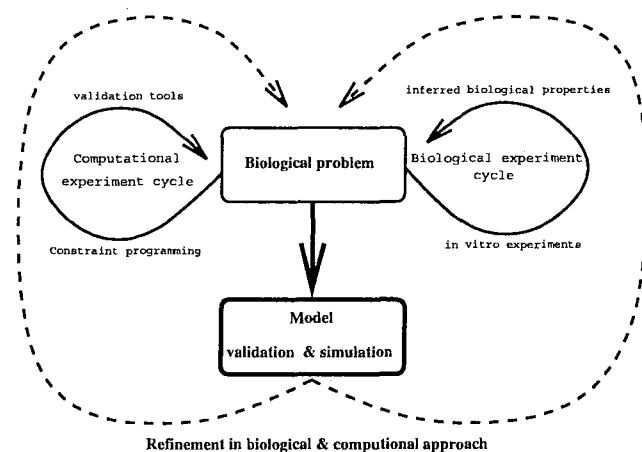 validation tools
inferred biological properties
Computational
experiment cycle
Biological problem
Biological experiment
cycle
Constraint programming
in vitro experiments
Model
validation & simulation
Refinement in biological & computional approach